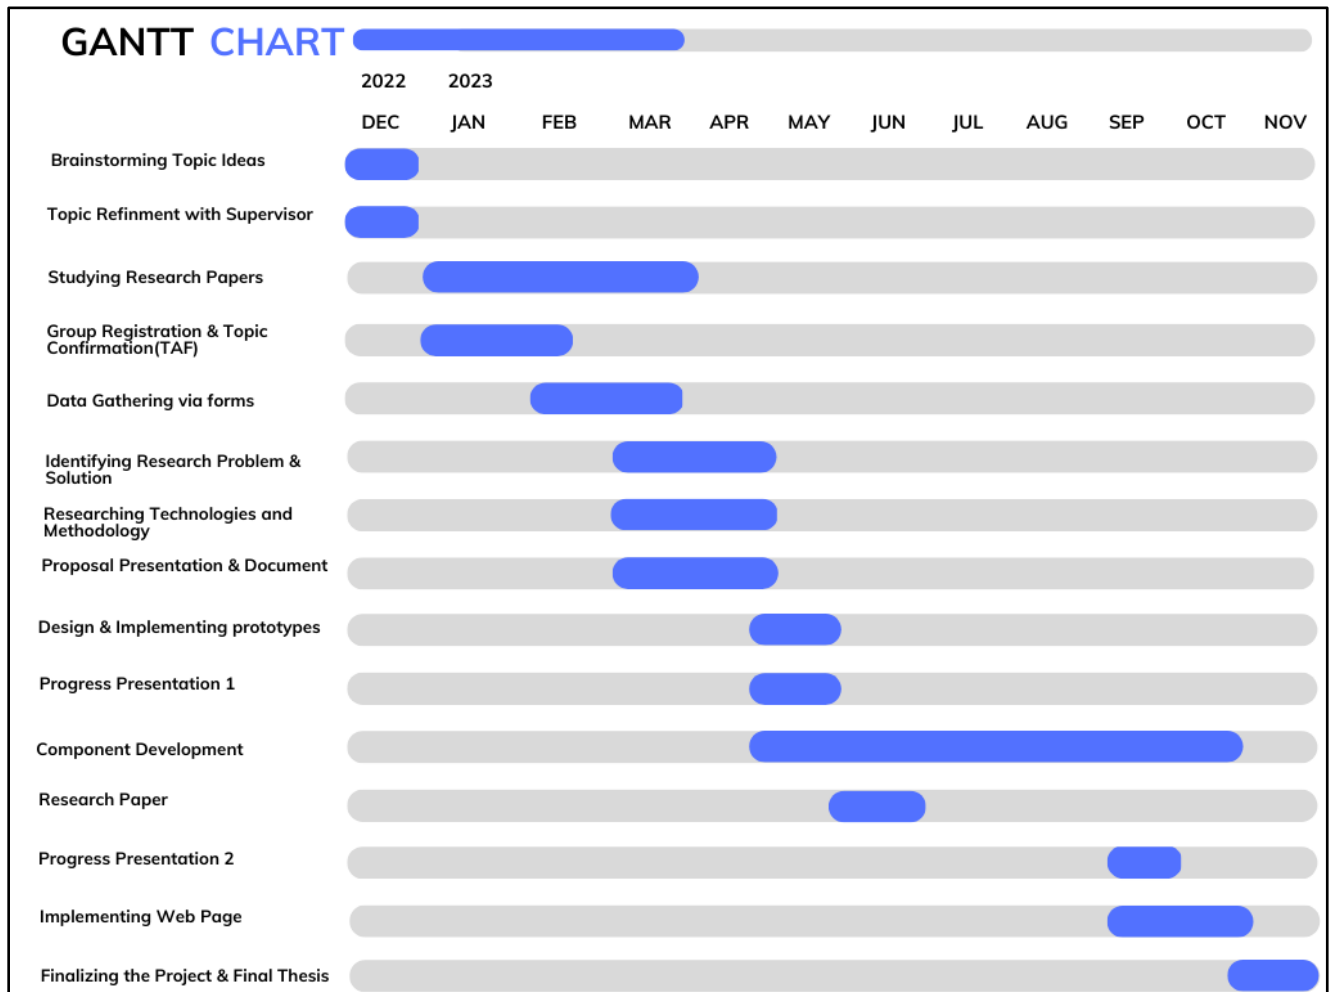 GANTT CHART
2022 2023
DEC JAN FEB MAR APR MAY JUN JUL AUG SEP OCT NOV
Brainstorming Topic Ideas
Topic Refinment with Supervisor
Studying Research Papers
Group Registration & Topic
Confirmation(TAF)
Data Gathering via forms
Identifying Research Problem &
Solution
Researching Technologies and
Methodology
Proposal Presentation & Document
Design & Implementing prototypes
Progress Presentation 1
Component Development
Research Paper
Progress Presentation 2
Implementing Web Page
Finalizing the Project & Final Thesis